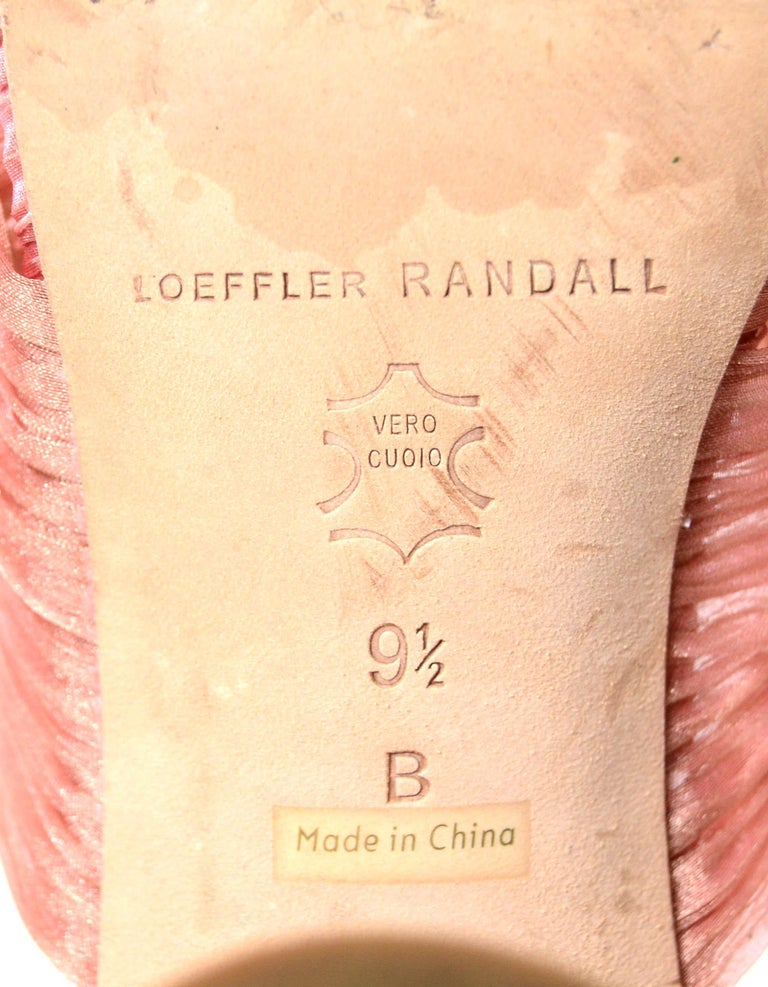 LOEFFLER RANDALL
VERO
CUOIO
9½
B
Made in China